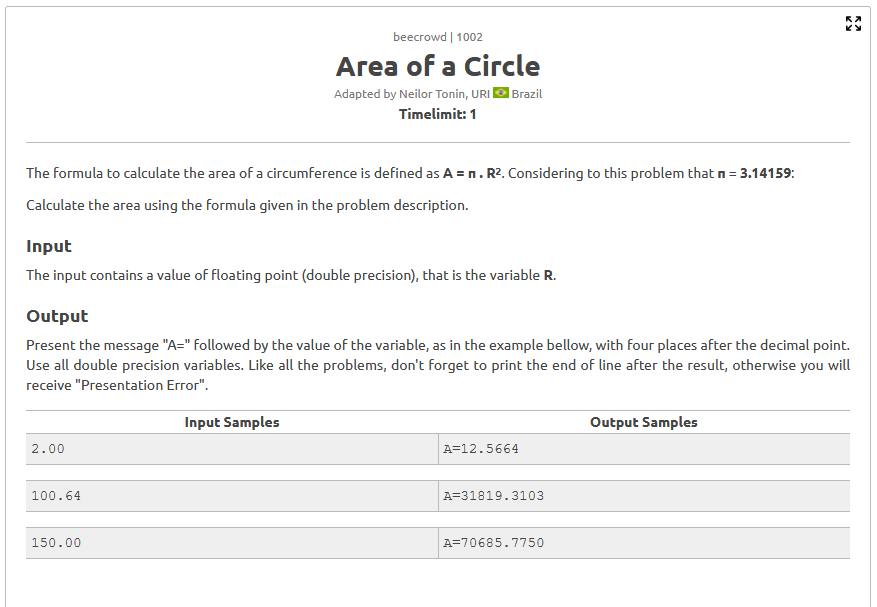 beecrowd | 1002
Area of a Circle
Adapted by Neilor Tonin, URI Brazil
Timelimit: 1
The formula to calculate the area of a circumference is defined as A = n . R². Considering to this problem that n = 3.14159:
Calculate the area using the formula given in the problem description.
Input
The input contains a value of floating point (double precision), that is the variable R.
Output
Present the message "A=" followed by the value of the variable, as in the example bellow, with four places after the decimal point.
Use all double precision variables. Like all the problems, don't forget to print the end of line after the result, otherwise you will
receive "Presentation Error".
Input Samples Output Samples
2.00 A=12.5664
100.64 A=31819.3103
150.00 A=70685.7750